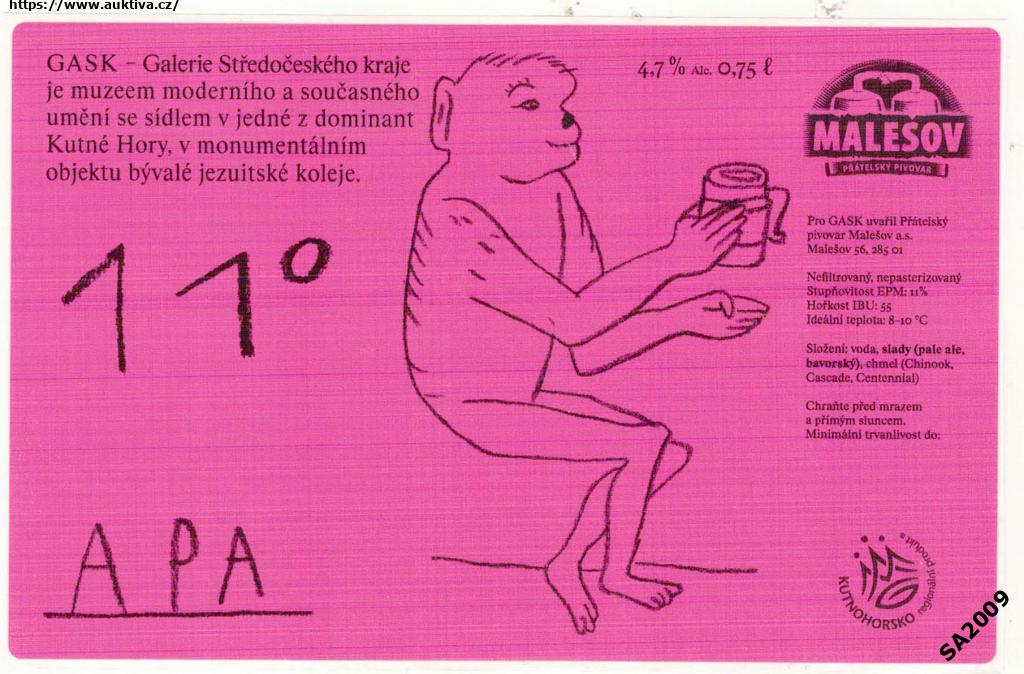 https://www.auktiva.cz/
GASK – Galerie Středočeského kraje
je muzeem moderního a současného
umění se sídlem v jedné z dominant
Kutné Hory, v monumentálním
objektu bývalé jezuitské koleje.
11°
APA
4,7 % Alc. 0,75 ℓ
MALEŠOV
PŘÁTELSKÝ PIVOVAR
Pro GASK uvařil Přátelský
pivovar Malešov a.s.
Malešov 56, 285 01
Nefiltrovaný, nepasterizovaný
Stupňovitost EPM: 11%
Hořkost IBU: 55
Ideální teplota: 8–10 °C
Složení: voda, slady (pale ale,
bavorský), chmel (Chinook,
Cascade, Centennial)
Chraňte před mrazem
a přímým sluncem.
Minimální trvanlivost do:
KUTNOHORSKO
regionální produkt®
SA2009